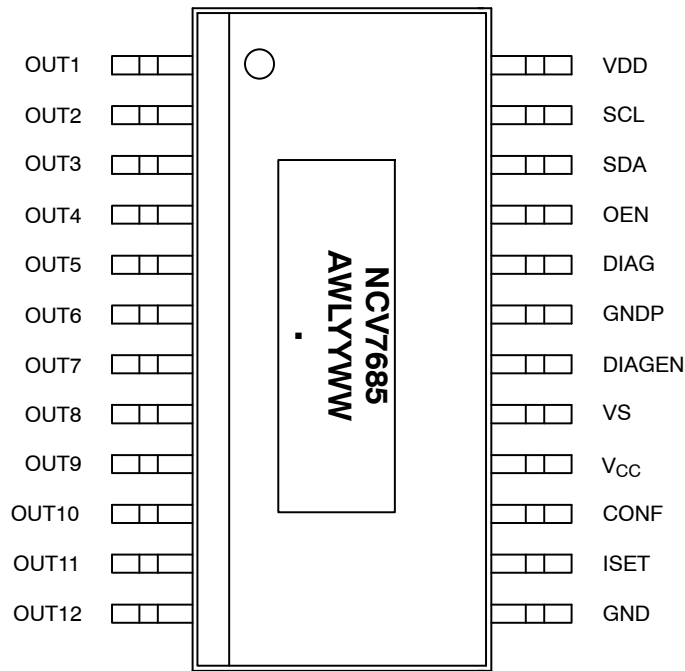 OUT1
OUT2
OUT3
OUT4
OUT5
OUT6
OUT7
OUT8
OUT9
OUT10
OUT11
OUT12
NCV7685
AWLYYWW
VDD
SCL
SDA
OEN
DIAG
GNDP
DIAGEN
VS
VCC
CONF
ISET
GND